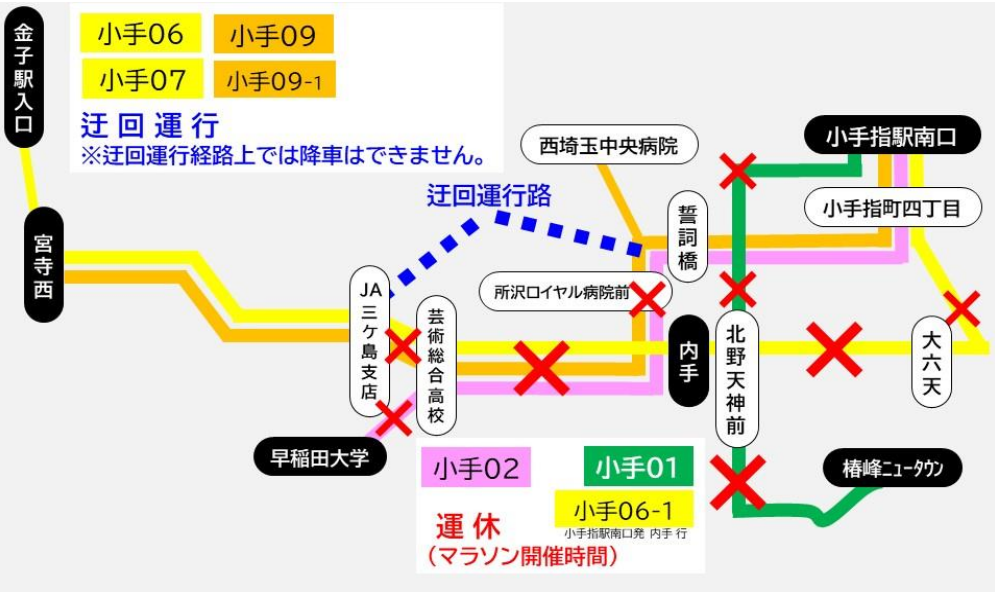 金子駅入口
小手06
小手09
小手07
小手09-1
迂回運行
※迂回運行経路上では降車はできません。
西埼玉中央病院
小手指駅南口
迂回運行路
誓詞橋
小手指町四丁目
宮寺西
JA三ヶ島支店
所沢ロイヤル病院前
芸術総合高校
内手
北野天神前
大六天
早稲田大学
小手02
小手01
椿峰ニュータウン
小手06-1
小手指駅南口発 内手 行
運休
(マラソン開催時間)